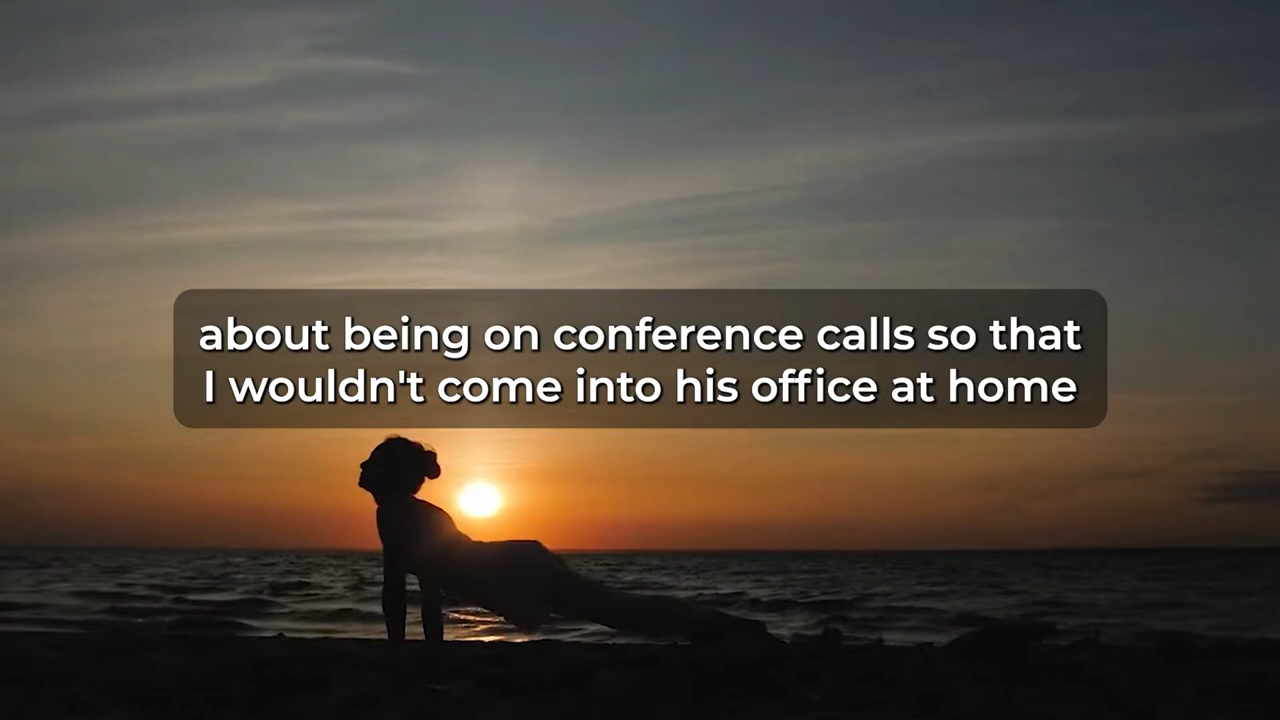 about being on conference calls so that
I wouldn't come into his office at home